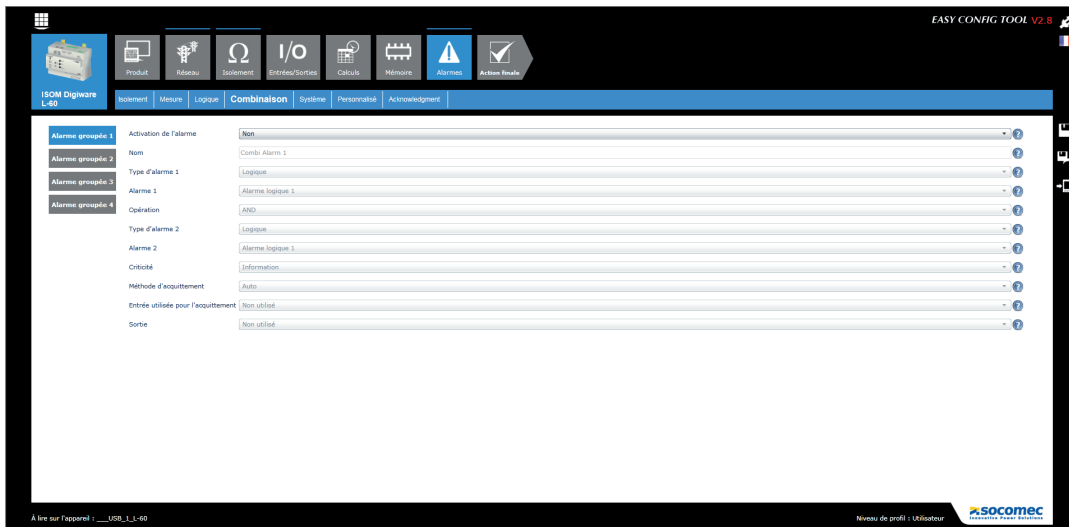 EASY CONFIG TOOL V2.8
Produit
Réseau
Isolement
I/O
Entrées/Sorties
Calculs
Mémoire
Alarmes
Action finale
ISOM Digiware
L-60
Isolement
Mesure
Logique
Combinaison
Système
Personnalisé
Acknowledgment
Alarme groupée 1
Alarme groupée 2
Alarme groupée 3
Alarme groupée 4
Activation de l'alarme
Non
Nom
Combi Alarm 1
Type d'alarme 1
Logique
Alarme 1
Alarme logique 1
Opération
AND
Type d'alarme 2
Logique
Alarme 2
Alarme logique 1
Criticité
Information
Méthode d'acquittement
Auto
Entrée utilisée pour l'acquittement
Non utilisé
Sortie
Non utilisé
À lire sur l'appareil : ___USB_1_L-60
Niveau de profil : Utilisateur
socomec
Innovative Power Solutions